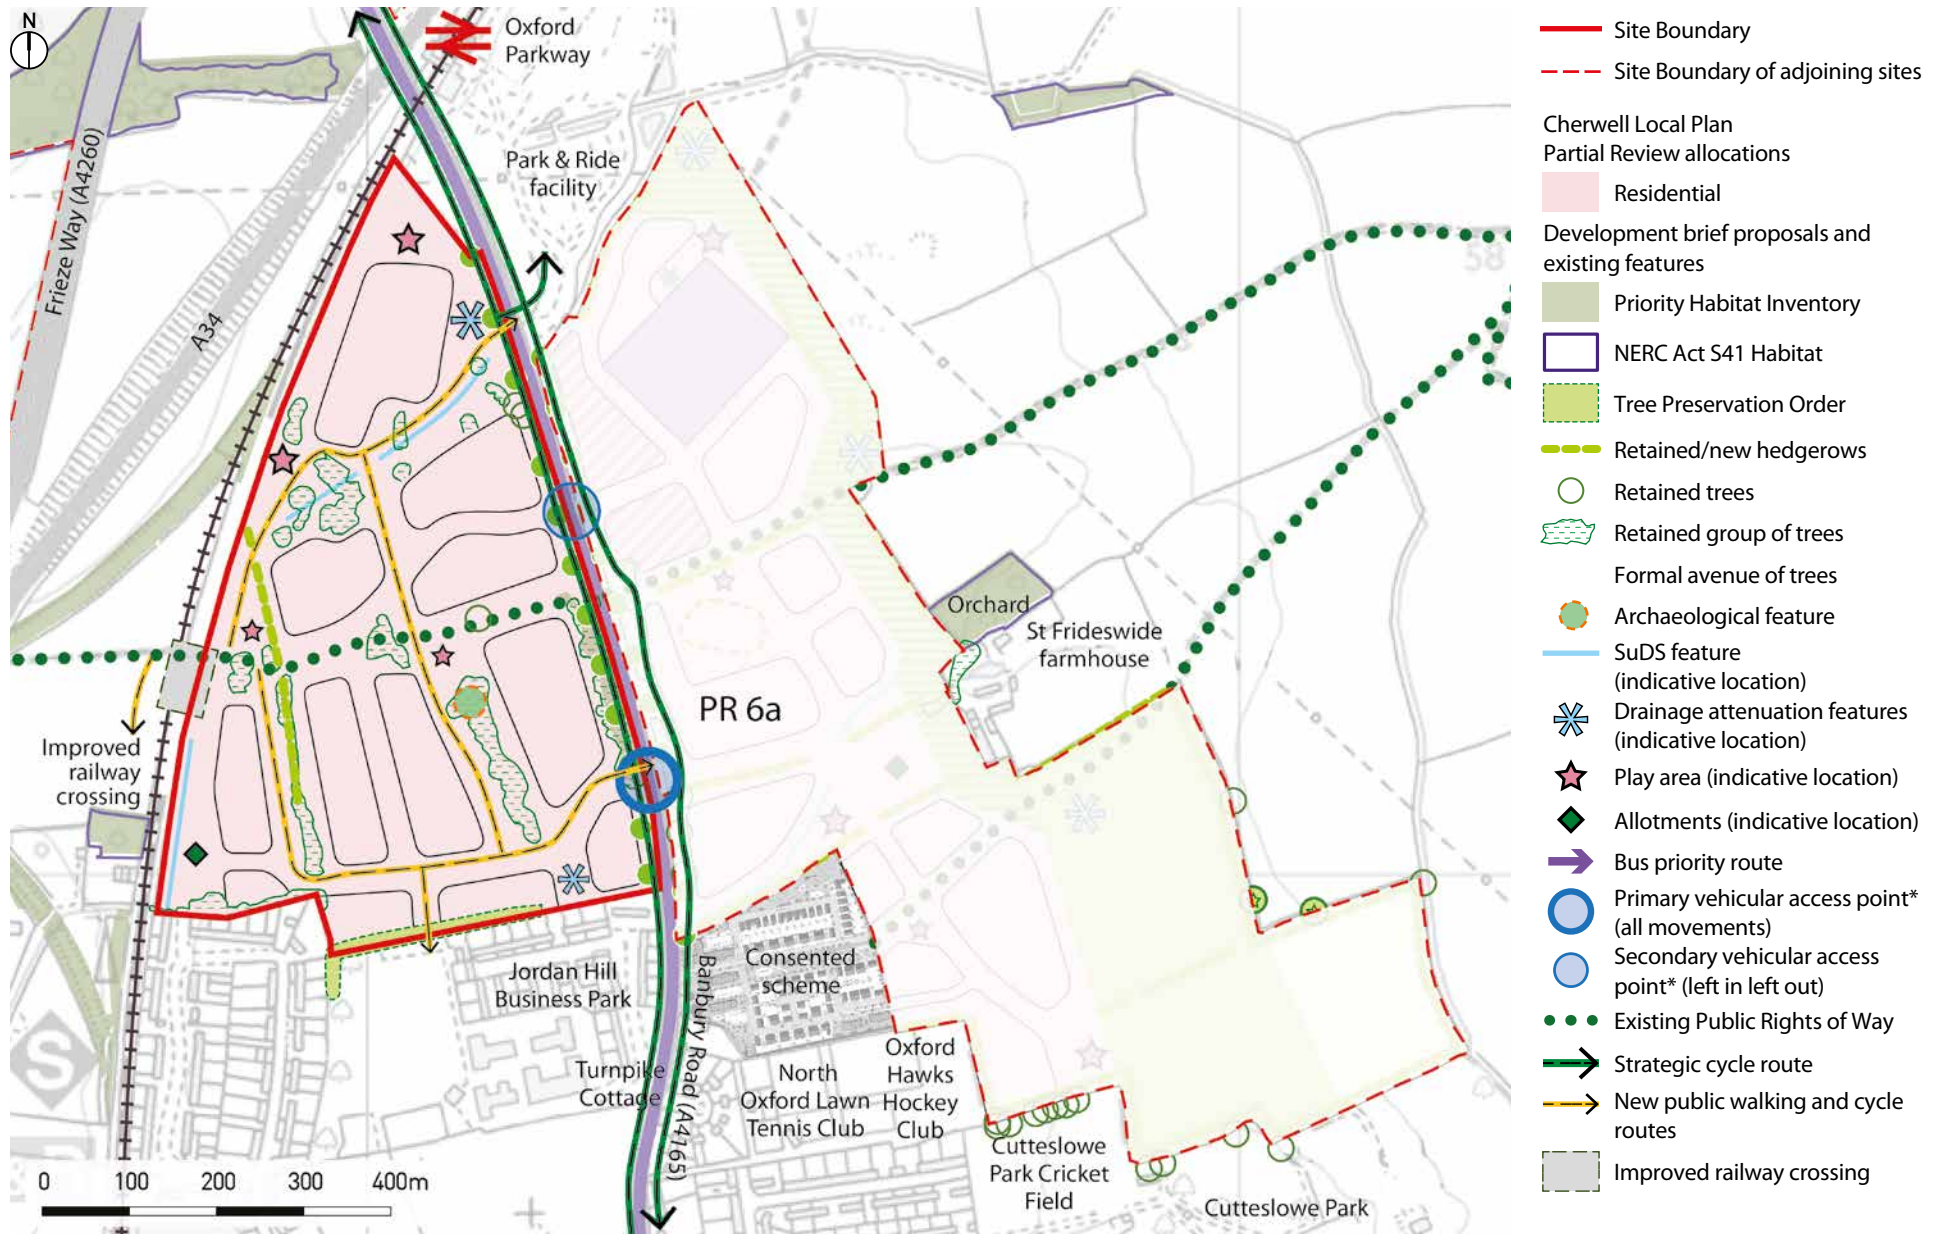 N
Oxford
Parkway
Park & Ride
facility
Frieze Way (A4260)
A34
58
Orchard
St Frideswide
farmhouse
PR 6a
Improved
railway
crossing
Jordan Hill
Business Park
Consented
scheme
Banbury Road (A4165)
Turnpike
Cottage
North
Oxford Lawn
Tennis Club
Oxford
Hawks
Hockey
Club
Cutteslowe
Park Cricket
Field
Cutteslowe Park
S
0 100 200 300 400m
Site Boundary
Site Boundary of adjoining sites
Cherwell Local Plan
Partial Review allocations
Residential
Development brief proposals and
existing features
Priority Habitat Inventory
NERC Act S41 Habitat
Tree Preservation Order
Retained/new hedgerows
Retained trees
Retained group of trees
Formal avenue of trees
Archaeological feature
SuDS feature
(indicative location)
Drainage attenuation features
(indicative location)
Play area (indicative location)
Allotments (indicative location)
Bus priority route
Primary vehicular access point*
(all movements)
Secondary vehicular access
point* (left in left out)
Existing Public Rights of Way
Strategic cycle route
New public walking and cycle
routes
Improved railway crossing